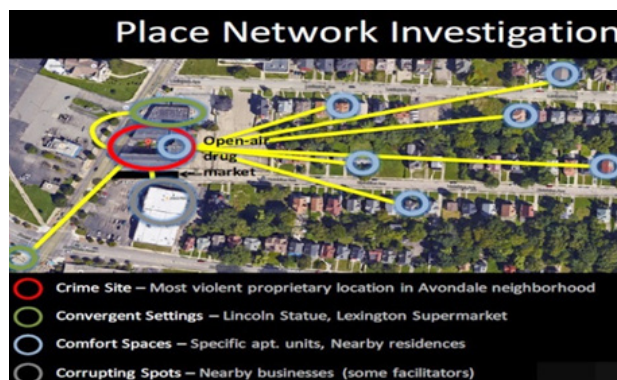 Place Network Investigation
Open-air
drug
market
Crime Site – Most violent proprietary location in Avondale neighborhood
Convergent Settings – Lincoln Statue, Lexington Supermarket
Comfort Spaces – Specific apt. units, Nearby residences
Corrupting Spots – Nearby businesses (some facilitators)